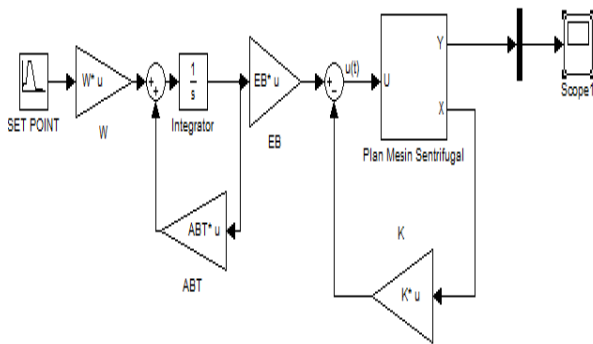 SET POINT
W* u
W
1
s
Integrator
EB* u
EB
ABT* u
ABT
u(t)
U
Y
X
Plan Mesin Sentrifugal
K
K* u
Scope1